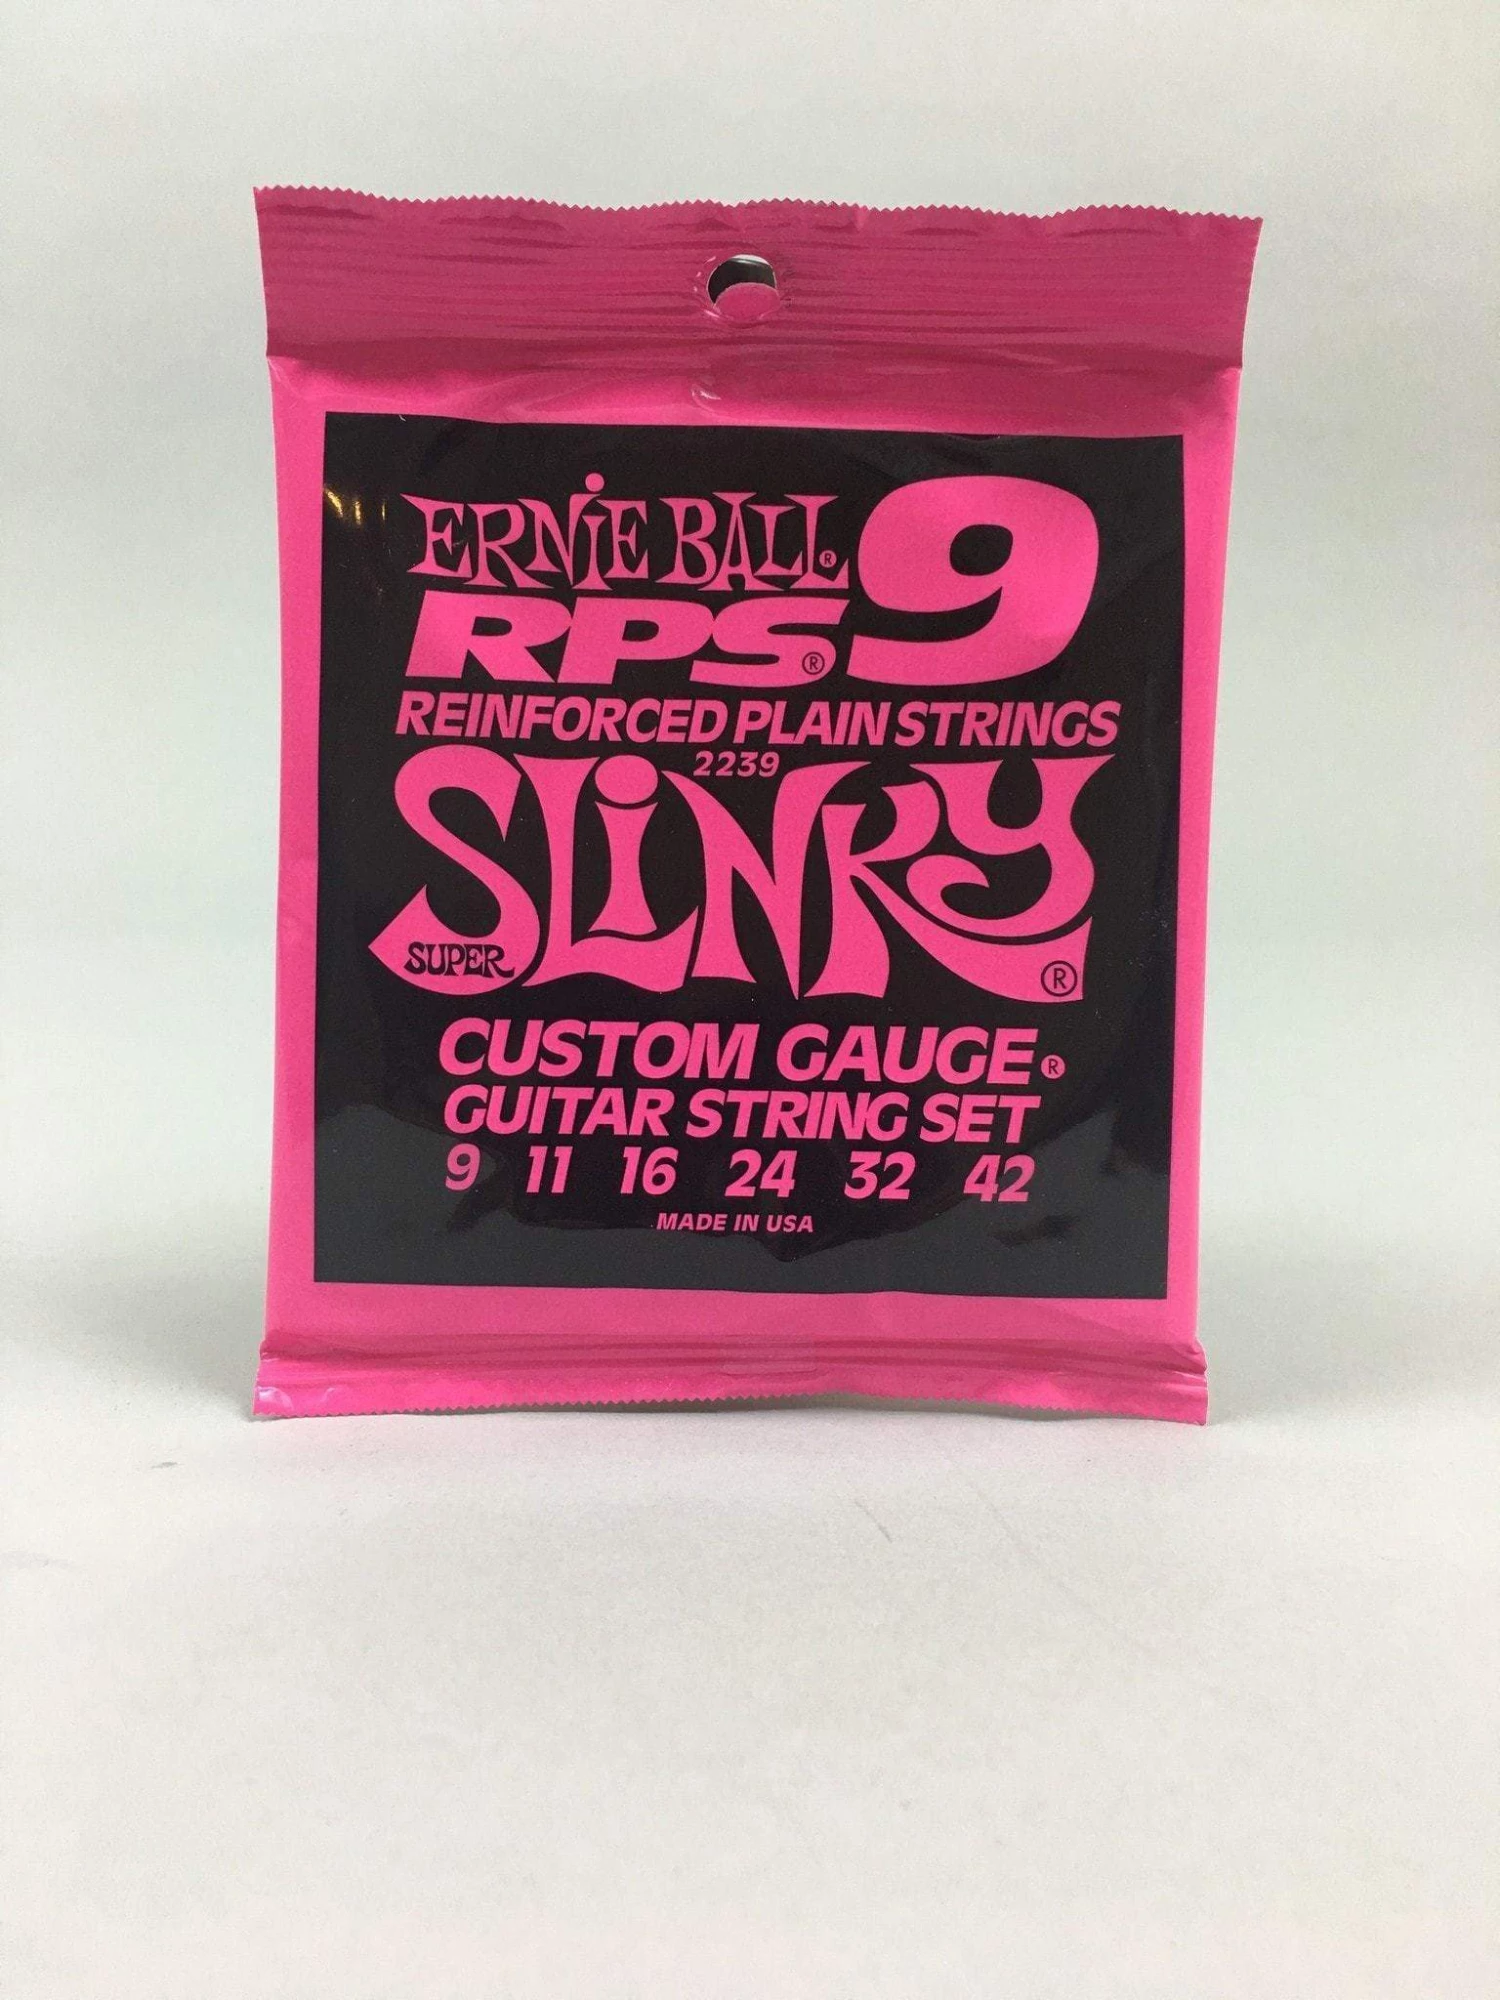 ERNIE BALL® 9
RPS®
REINFORCED PLAIN STRINGS
2239
SLINKY®
SUPER
CUSTOM GAUGE®
GUITAR STRING SET
9 11 16 24 32 42
MADE IN USA